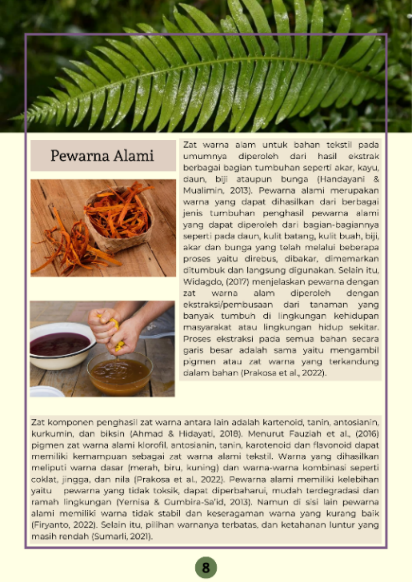 Pewarna Alami
Zat warna alam untuk bahan tekstil pada
umumnya diperoleh dari hasil ekstrak
berbagai bagian tumbuhan seperti akar, kayu,
daun, biji ataupun bunga (Handayani &
Mualimin, 2013). Pewarna alami merupakan
warna yang dapat dihasilkan dari berbagai
jenis tumbuhan penghasil pewarna alami
yang dapat diperoleh dari bagian-bagiannya
seperti pada daun, kulit batang, kulit buah, biji,
akar dan bunga yang telah melalui beberapa
proses yaitu direbus, dibakar, dimemarkan
ditumbuk dan langsung digunakan. Selain itu,
Widagdo, (2017) menjelaskan pewarna dengan
zat warna alam diperoleh dengan
ekstraksi/pembusaan dari tanaman yang
banyak tumbuh di lingkungan kehidupan
masyarakat atau lingkungan hidup sekitar.
Proses ekstraksi pada semua bahan secara
garis besar adalah sama yaitu mengambil
pigmen atau zat warna yang terkandung
dalam bahan (Prakosa et al., 2022).
Zat komponen penghasil zat warna antara lain adalah kartenoid, tanin, antosianin,
kurkumin, dan biksin (Ahmad & Hidayati, 2018). Menurut Fauziah et al., (2016)
pigmen zat warna alami klorofil, antosianin, tanin, karotenoid dan flavonoid dapat
memiliki kemampuan sebagai zat warna alami tekstil. Warna yang dihasilkan
meliputi warna dasar (merah, biru, kuning) dan warna-warna kombinasi seperti
coklat, jingga, dan nila (Prakosa et al., 2022). Pewarna alami memiliki kelebihan
yaitu pewarna yang tidak toksik, dapat diperbaharui, mudah terdegradasi dan
ramah lingkungan (Yernisa & Gumbira-Sa'id, 2013). Namun di sisi lain pewarna
alami memiliki warna tidak stabil dan keseragaman warna yang kurang baik
(Firyanto, 2022). Selain itu, pilihan warnanya terbatas, dan ketahanan luntur yang
masih rendah (Sumarli, 2021).
8